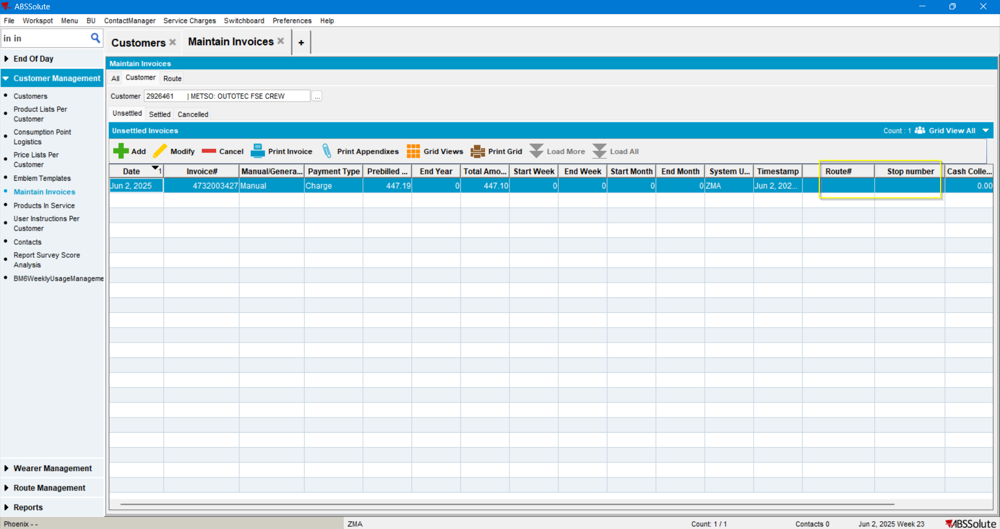 ABSSolute
File Workspot Menu BU ContactManager Service Charges Switchboard Preferences Help
in in
Customers Maintain Invoices +
End Of Day
Customer Management
Customers
Product Lists Per
Customer
Consumption Point
Logistics
Price Lists Per
Customer
Emblem Templates
Maintain Invoices
Products In Service
User Instructions Per
Customer
Contacts
Report Survey Score
Analysis
BM6WeeklyUsageManageme
Wearer Management
Route Management
Reports
Maintain Invoices
All Customer Route
Customer 2926461 | METSO: OUTOTEC FSE CREW ...
Unsettled Settled Cancelled
Unsettled Invoices Count : 1 Grid View All
Add Modify Cancel Print Invoice Print Appendixes Grid Views Print Grid Load More Load All
Date 1 Invoice# Manual/Genera... Payment Type Prebilled ... End Year Total Amo... Start Week End Week Start Month End Month System U... Timestamp Route# Stop number Cash Colle...
Jun 2, 2025 4732003427 Manual Charge 447.19 0 447.10 0 0 0 0 ZMA Jun 2, 202... 0.00
Phoenix - - ZMA Count: 1 / 1 Contacts 0 Jun 2, 2025 Week 23 ABSSolute